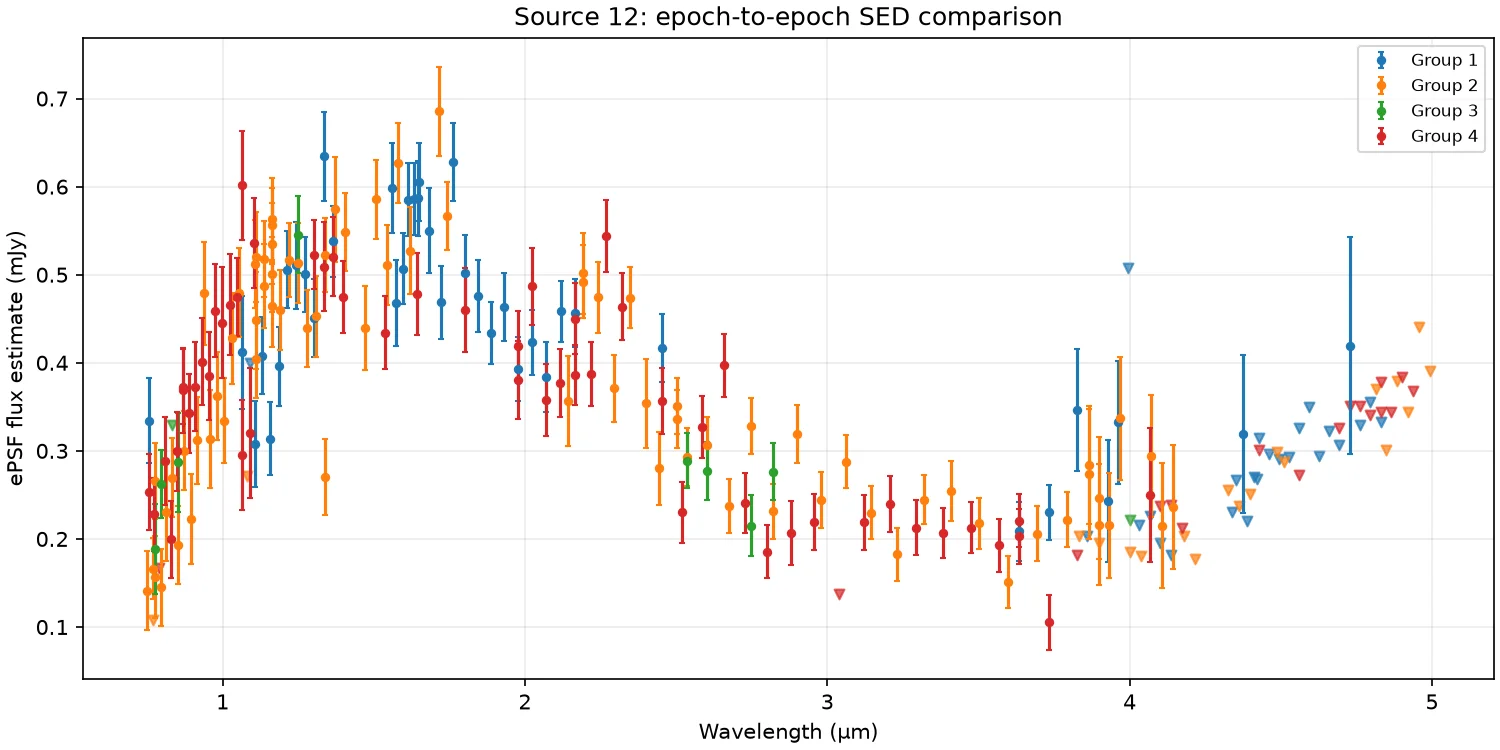 Source 12: epoch-to-epoch SED comparison
ePSF flux estimate (mJy)
0.7
0.6
0.5
0.4
0.3
0.2
0.1
1
2
3
4
5
Wavelength (μm)
Group 1
Group 2
Group 3
Group 4